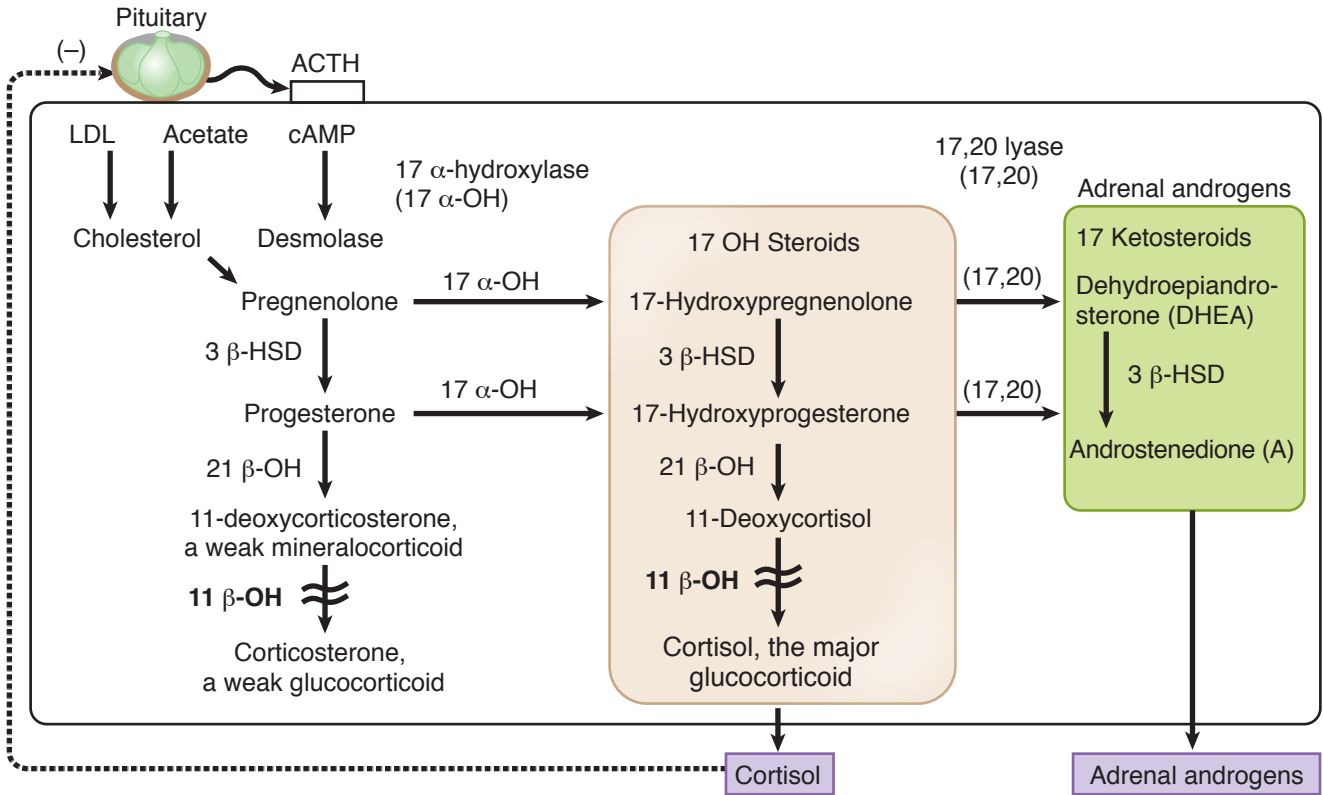 Pituitary
(–)
ACTH
LDL
Acetate
cAMP
17 α-hydroxylase
(17 α-OH)
17,20 lyase
(17,20)
Adrenal androgens
Cholesterol
Desmolase
17 OH Steroids
17 Ketosteroids
Pregnenolone
17 α-OH
17-Hydroxypregnenolone
(17,20)
Dehydroepiandro-
sterone (DHEA)
3 β-HSD
3 β-HSD
3 β-HSD
Progesterone
17 α-OH
17-Hydroxyprogesterone
(17,20)
Androstenedione (A)
21 β-OH
21 β-OH
11-deoxycorticosterone,
a weak mineralocorticoid
11-Deoxycortisol
11 β-OH
11 β-OH
Corticosterone,
a weak glucocorticoid
Cortisol, the major
glucocorticoid
Cortisol
Adrenal androgens